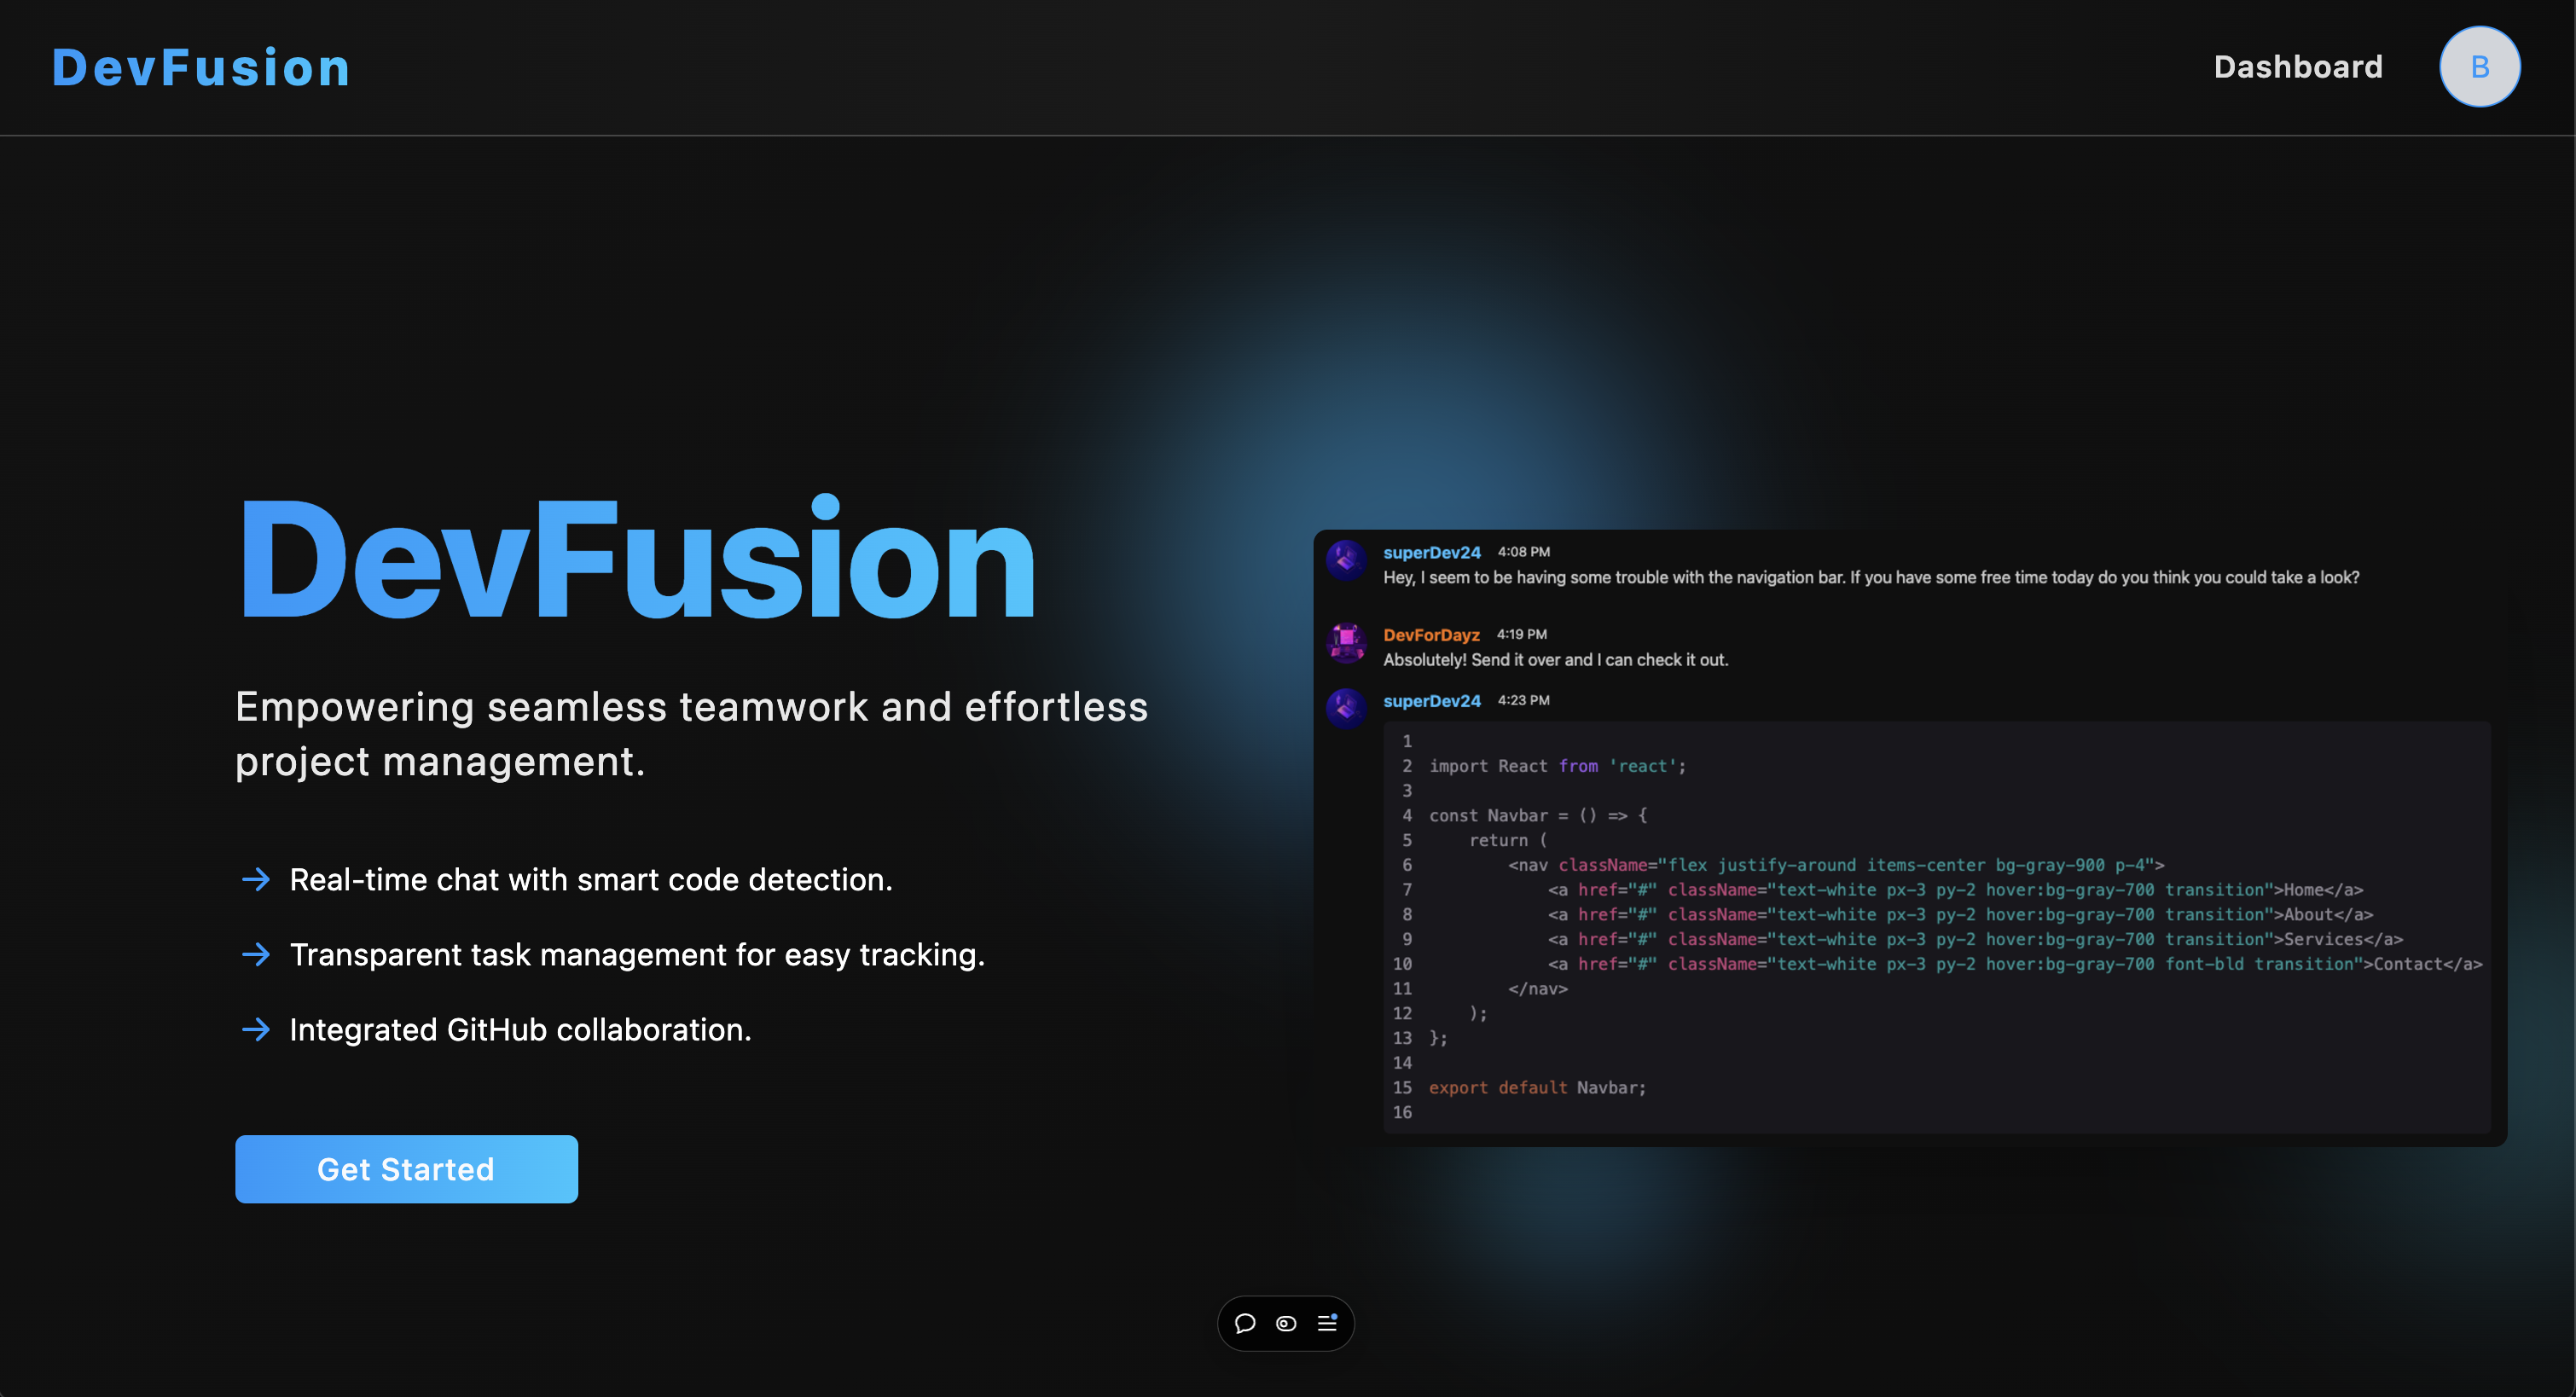 DevFusion
Dashboard
B
DevFusion
Empowering seamless teamwork and effortless
project management.
Real-time chat with smart code detection.
Transparent task management for easy tracking.
Integrated GitHub collaboration.
Get Started
superDev24 4:08 PM
Hey, I seem to be having some trouble with the navigation bar. If you have some free time today do you think you could take a look?
DevForDayz 4:19 PM
Absolutely! Send it over and I can check it out.
superDev24 4:23 PM
1
2 import React from 'react';
3
4 const Navbar = () => {
5     return (
6         <nav className="flex justify-around items-center bg-gray-900 p-4">
7             <a href="#" className="text-white px-3 py-2 hover:bg-gray-700 transition">Home</a>
8             <a href="#" className="text-white px-3 py-2 hover:bg-gray-700 transition">About</a>
9             <a href="#" className="text-white px-3 py-2 hover:bg-gray-700 transition">Services</a>
10             <a href="#" className="text-white px-3 py-2 hover:bg-gray-700 font-bld transition">Contact</a>
11         </nav>
12     );
13 };
14
15 export default Navbar;
16